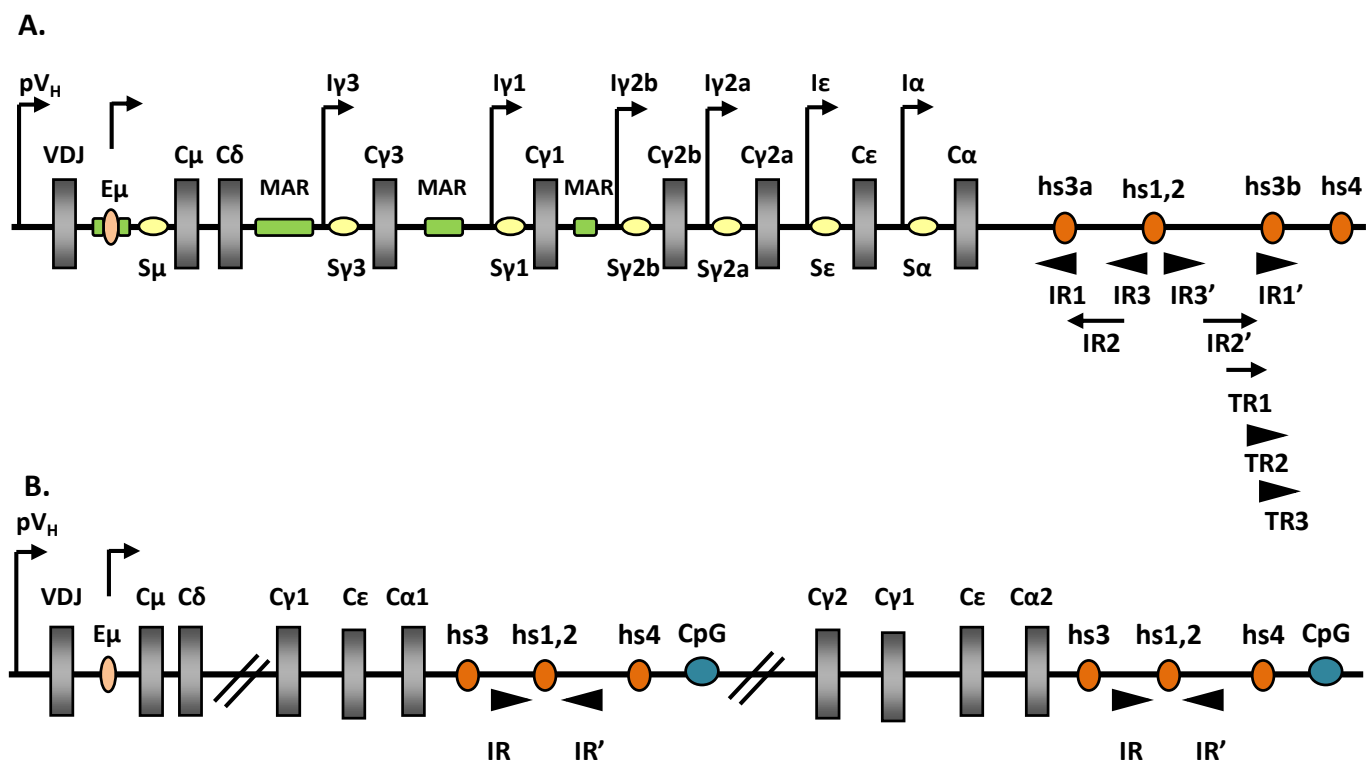 A.
pVH Iγ3 Iγ1 Iγ2b Iγ2a Iε Iα
VDJ Eμ Cμ Cδ MAR Cγ3 MAR Cγ1 MAR Cγ2b Cγ2a Cε Cα hs3a hs1,2 hs3b hs4
Sμ Sγ3 Sγ1 Sγ2b Sγ2a Sε Sα IR1 IR3 IR3’ IR1’
IR2 IR2’
TR1
TR2
TR3
B.
pVH
VDJ Eμ Cμ Cδ Cγ1 Cε Cα1 hs3 hs1,2 hs4 CpG Cγ2 Cγ1 Cε Cα2 hs3 hs1,2 hs4 CpG
IR IR’ IR IR’